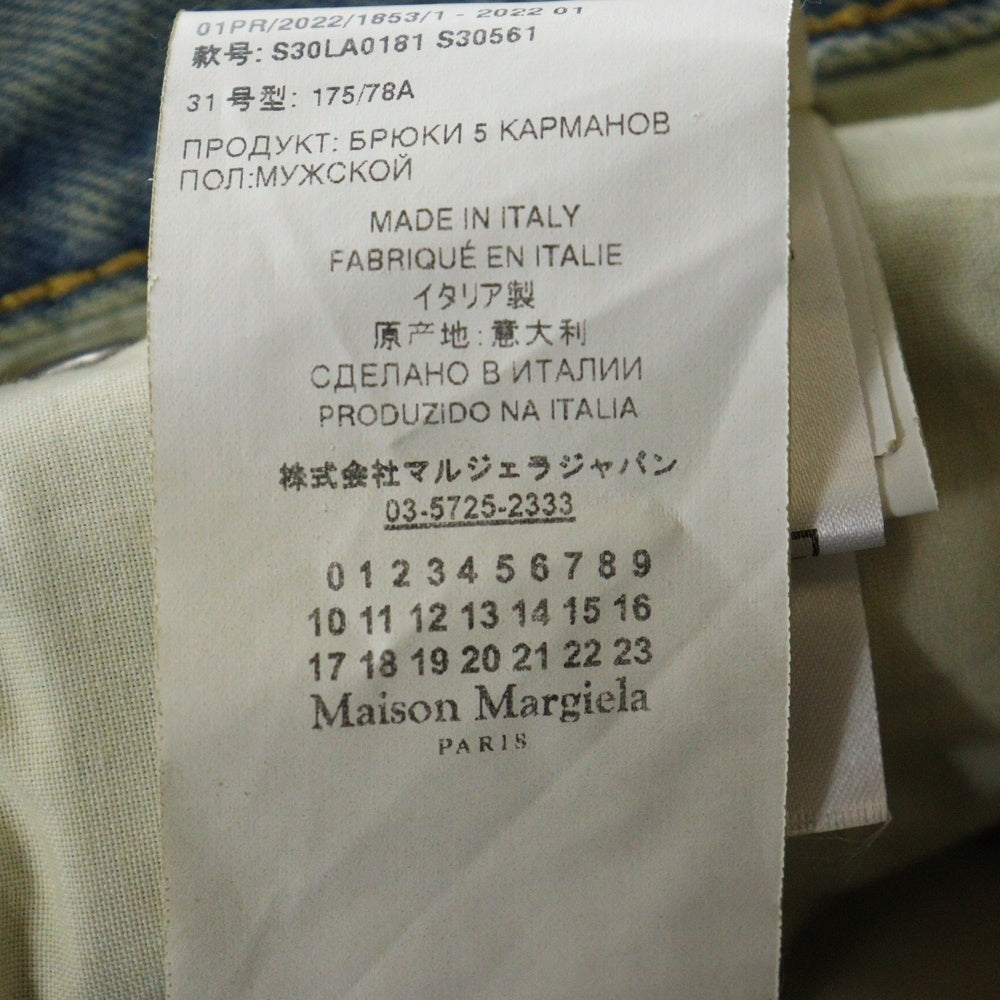 01PR/2022/1853/1 - 2022 01
款号: S30LA0181 S30561
31 号型: 175/78A
ПРОДУКТ: БРЮКИ 5 КАРМАНОВ
ПОЛ:МУЖСКОЙ
MADE IN ITALY
FABRIQUÉ EN ITALIE
イタリア製
原产地:意大利
СДЕЛАНО В ИТАЛИИ
PRODUZIDO NA ITALIA
株式会社マルジェラジャパン
03-5725-2333
0 1 2 3 4 5 6 7 8 9
10 11 12 13 14 15 16
17 18 19 20 21 22 23
Maison Margiela
PARIS